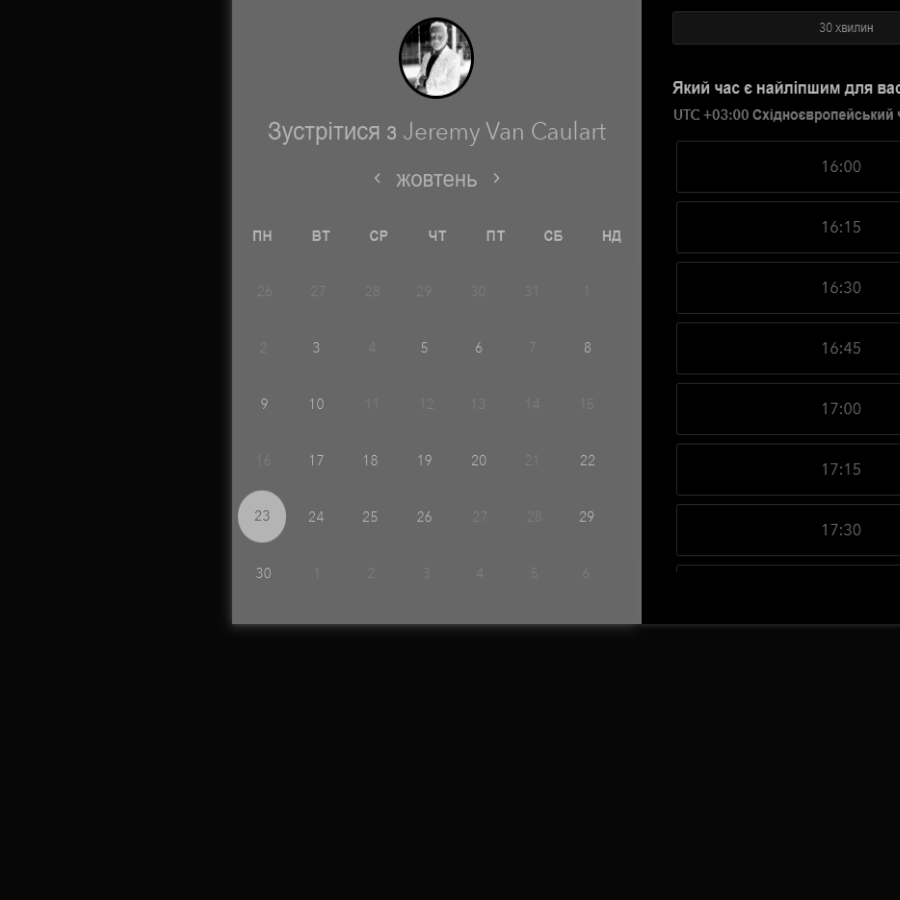 Зустрітися з Jeremy Van Caulart
жовтень
ПН ВТ СР ЧТ ПТ СБ НД
26 27 28 29 30 31 1
2 3 4 5 6 7 8
9 10 11 12 13 14 15
16 17 18 19 20 21 22
23 24 25 26 27 28 29
30 1 2 3 4 5 6
30 хвилин
Який час є найліпшим для вас
UTC +03:00 Східноєвропейський
16:00
16:15
16:30
16:45
17:00
17:15
17:30